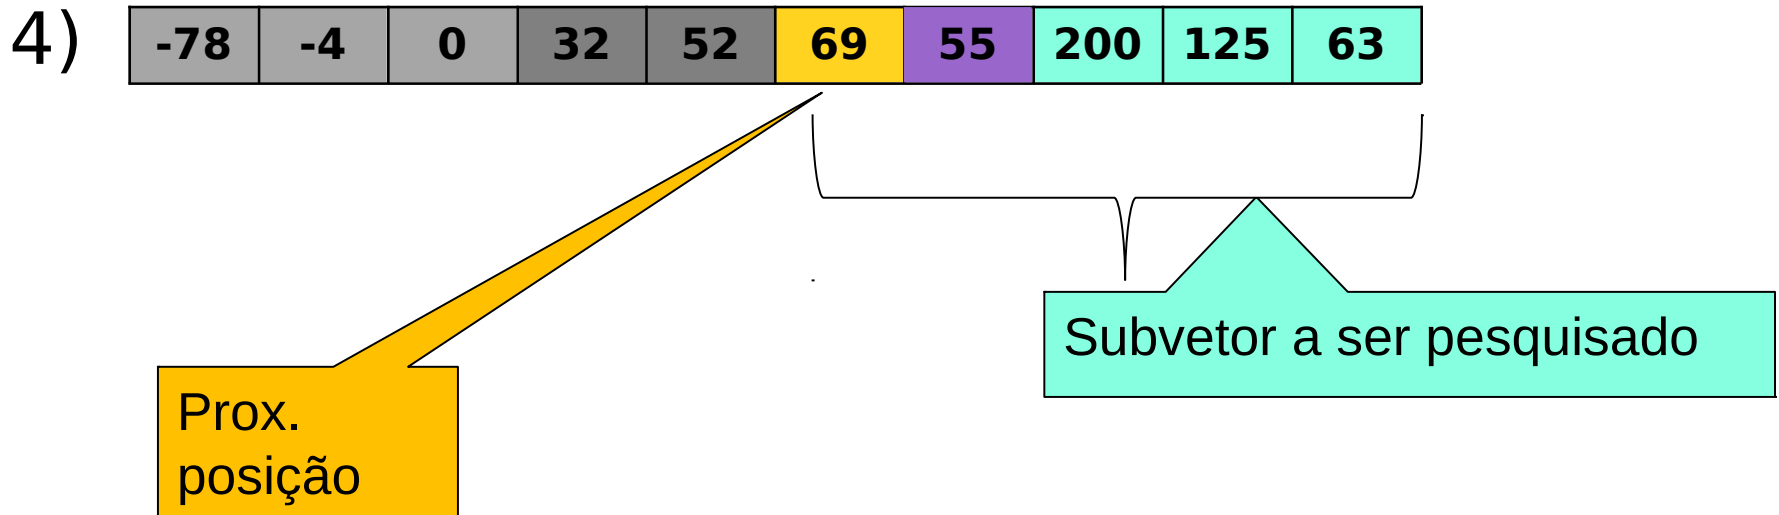 4) -78 -4 0 32 52 69 55 200 125 63
Subvetor a ser pesquisado
Prox.
posição